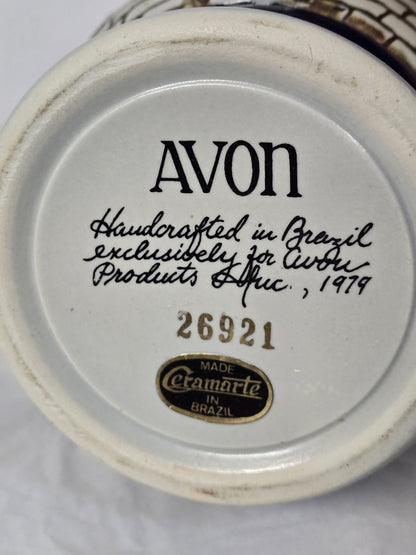 AVON
Handcrafted in Brazil
exclusively for Avon
Products Inc., 1979
26921
MADE
Ceramarte
IN
BRAZIL